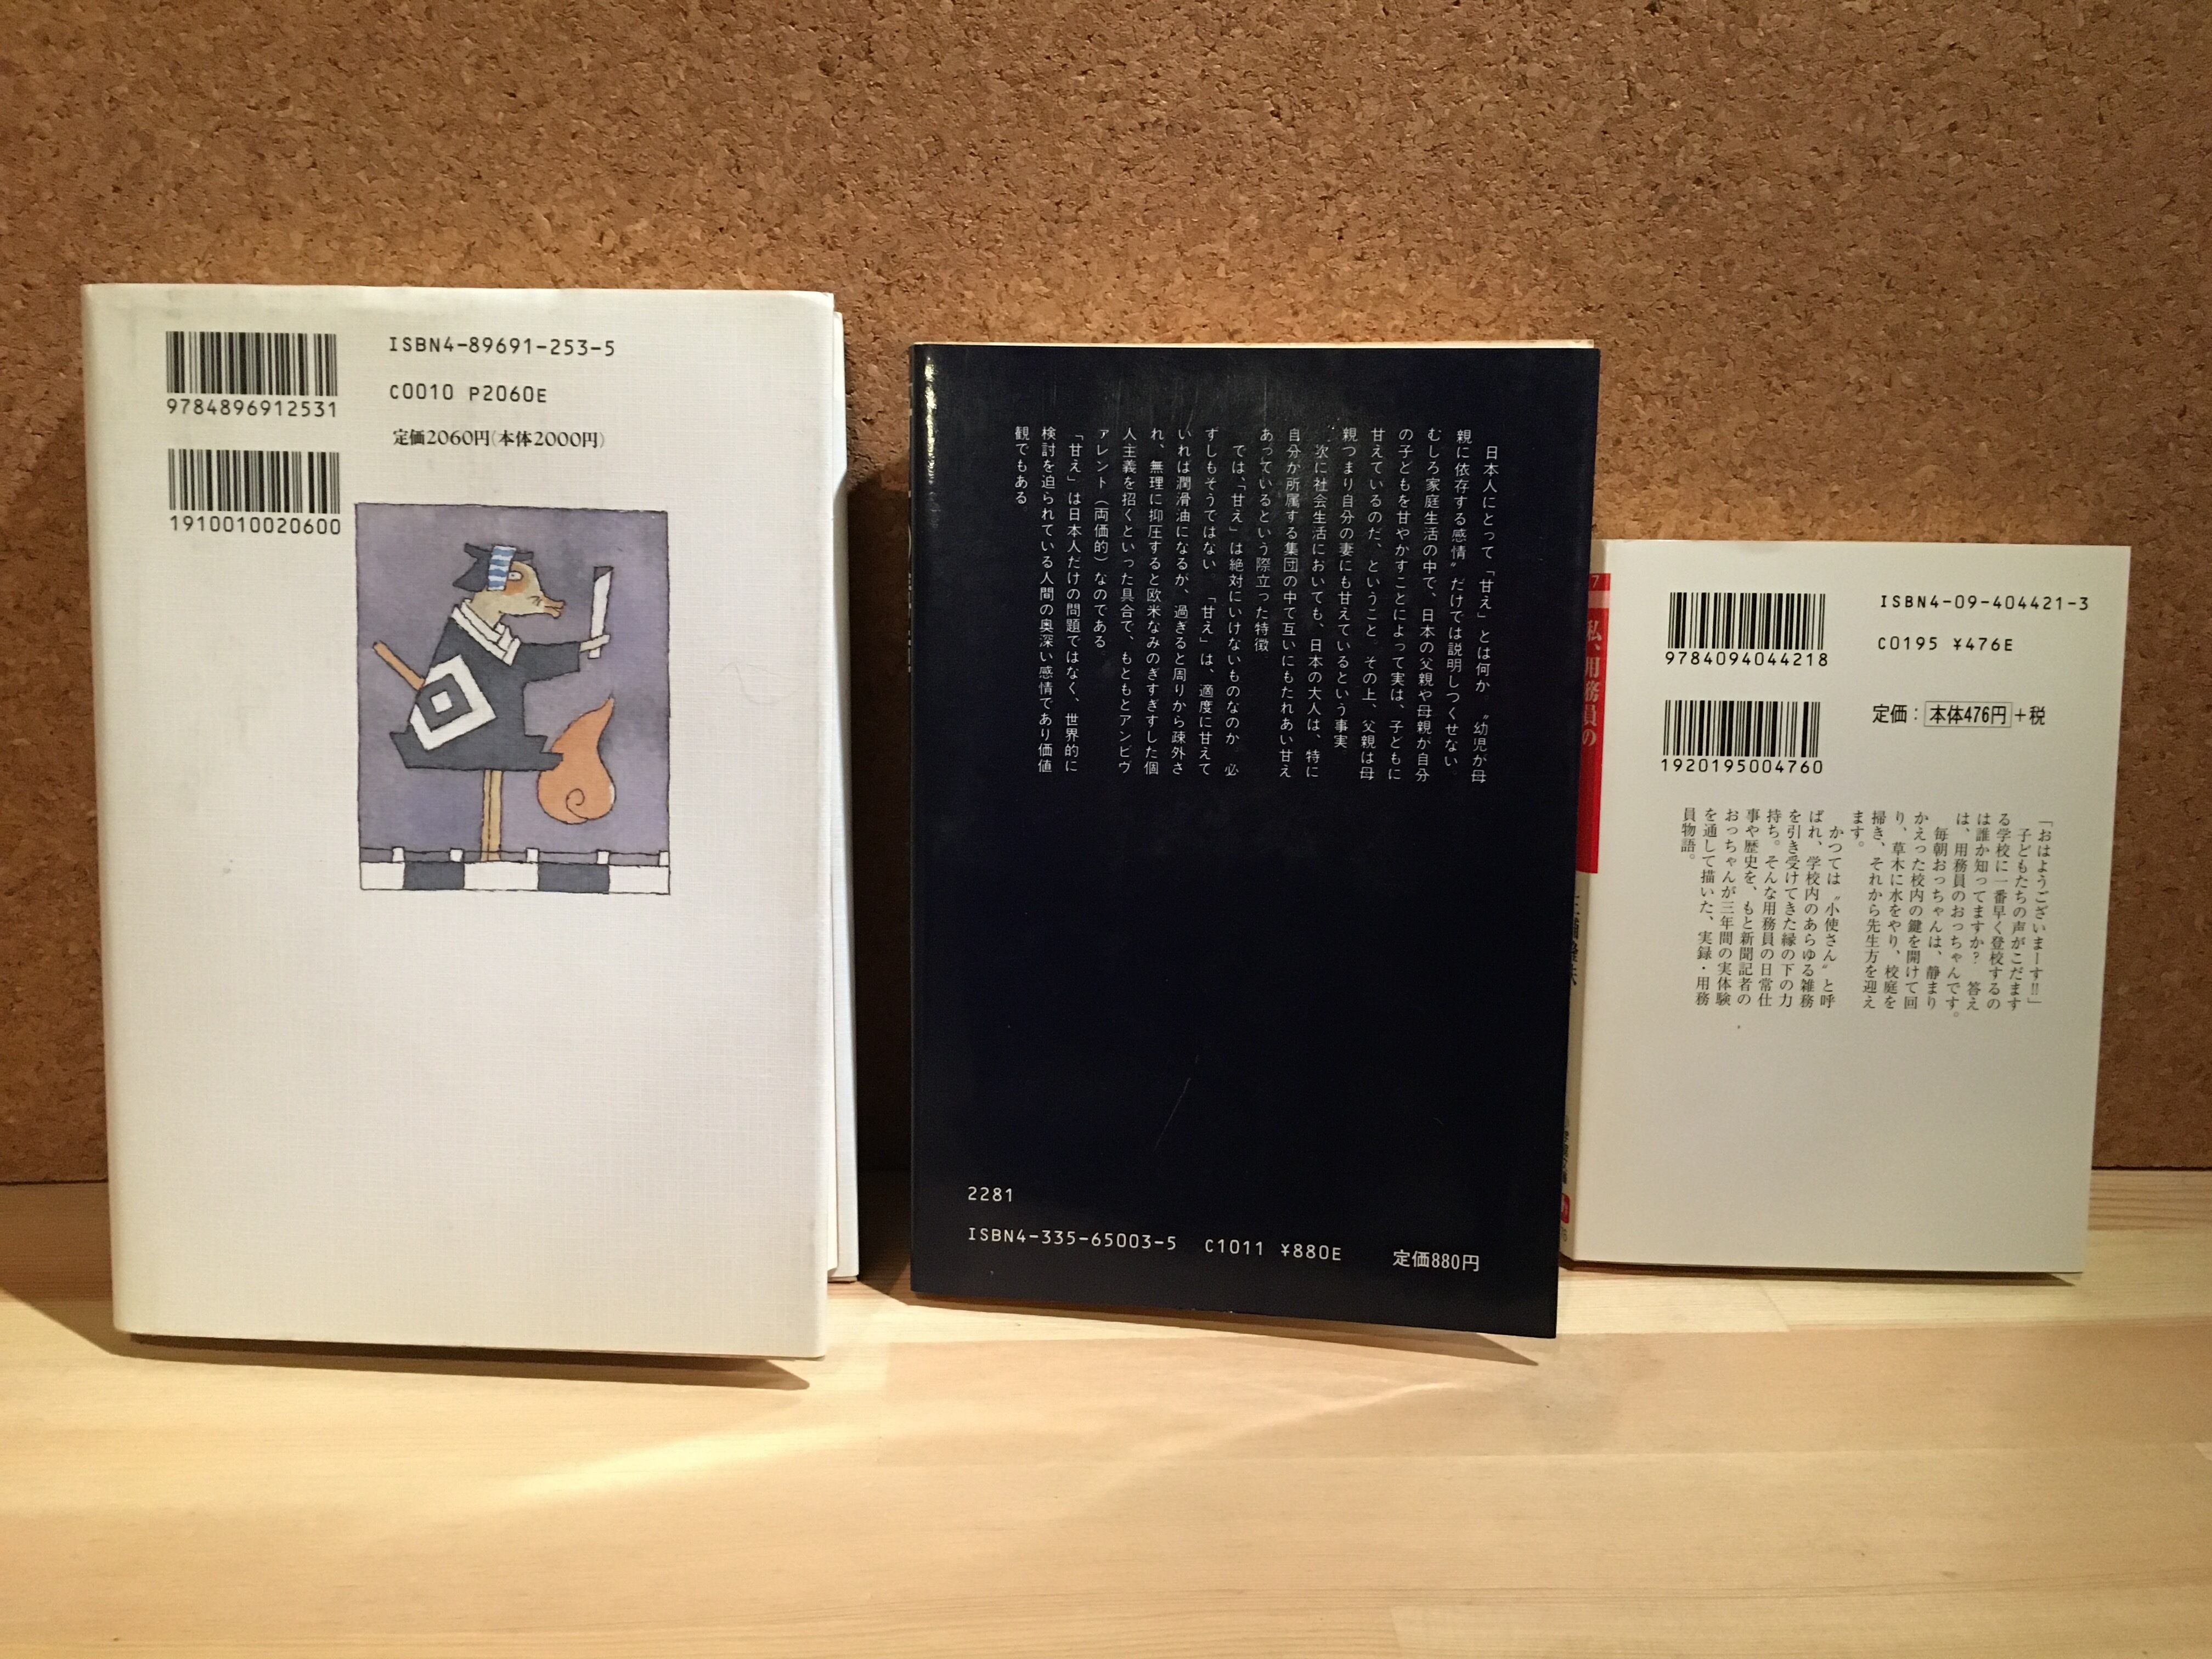 9784896912531
1910010020600
ISBN4-89691-253-5
C0010 P2060E
定価2060円(本体2000円)
日本人にとって「甘え」とは何か 〝幼児が母
親に依存する感情〟だけでは説明しつくせない
むしろ家庭生活の中で、日本の父親や母親が自分
の子どもを甘やかすことによって実は、子どもに
甘えているのだ、ということ その上、父親は母
親つまり自分の妻にも甘えているという事実
次に社会生活においても、日本の大人は、特に
自分が所属する集団の中で互いにもたれあい甘え
あっているという際立った特徴
では、「甘え」は絶対にいけないものなのか 必
ずしもそうではない 「甘え」は、適度に甘えて
いれば潤滑油になるが、過ぎると周りから疎外さ
れ、無理に抑圧すると欧米なみのぎすぎすした個
人主義を招くといった具合で、もともとアンビヴ
ァレント（両価的）なのである
「甘え」は日本人だけの問題ではなく、世界的に
検討を迫られている人間の奥深い感情であり価値
観でもある。
2281
ISBN4-335-65003-5 C1011 ¥880E 定価880円
7
私、用務員の
9784094044218
1920195004760
ISBN4-09-404421-3
C0195 ¥476E
定価：本体476円+税
「おはようございまーす!!」
子どもたちの声がこだます
る学校に一番早く登校するの
は誰か知ってますか? 答え
は、用務員のおっちゃんです。
毎朝おっちゃんは、静まり
かえった校内の鍵を開けて回
り、草木に水をやり、校庭を
掃き、それから先生方を迎え
ます。
かつては〝小使さん〟と呼
ばれ、学校内のあらゆる雑務
を引き受けてきた縁の下の力
持ち。そんな用務員の日常仕
事や歴史を、もと新聞記者の
おっちゃんが三年間の実体験
を通して描いた、実録・用務
員物語。